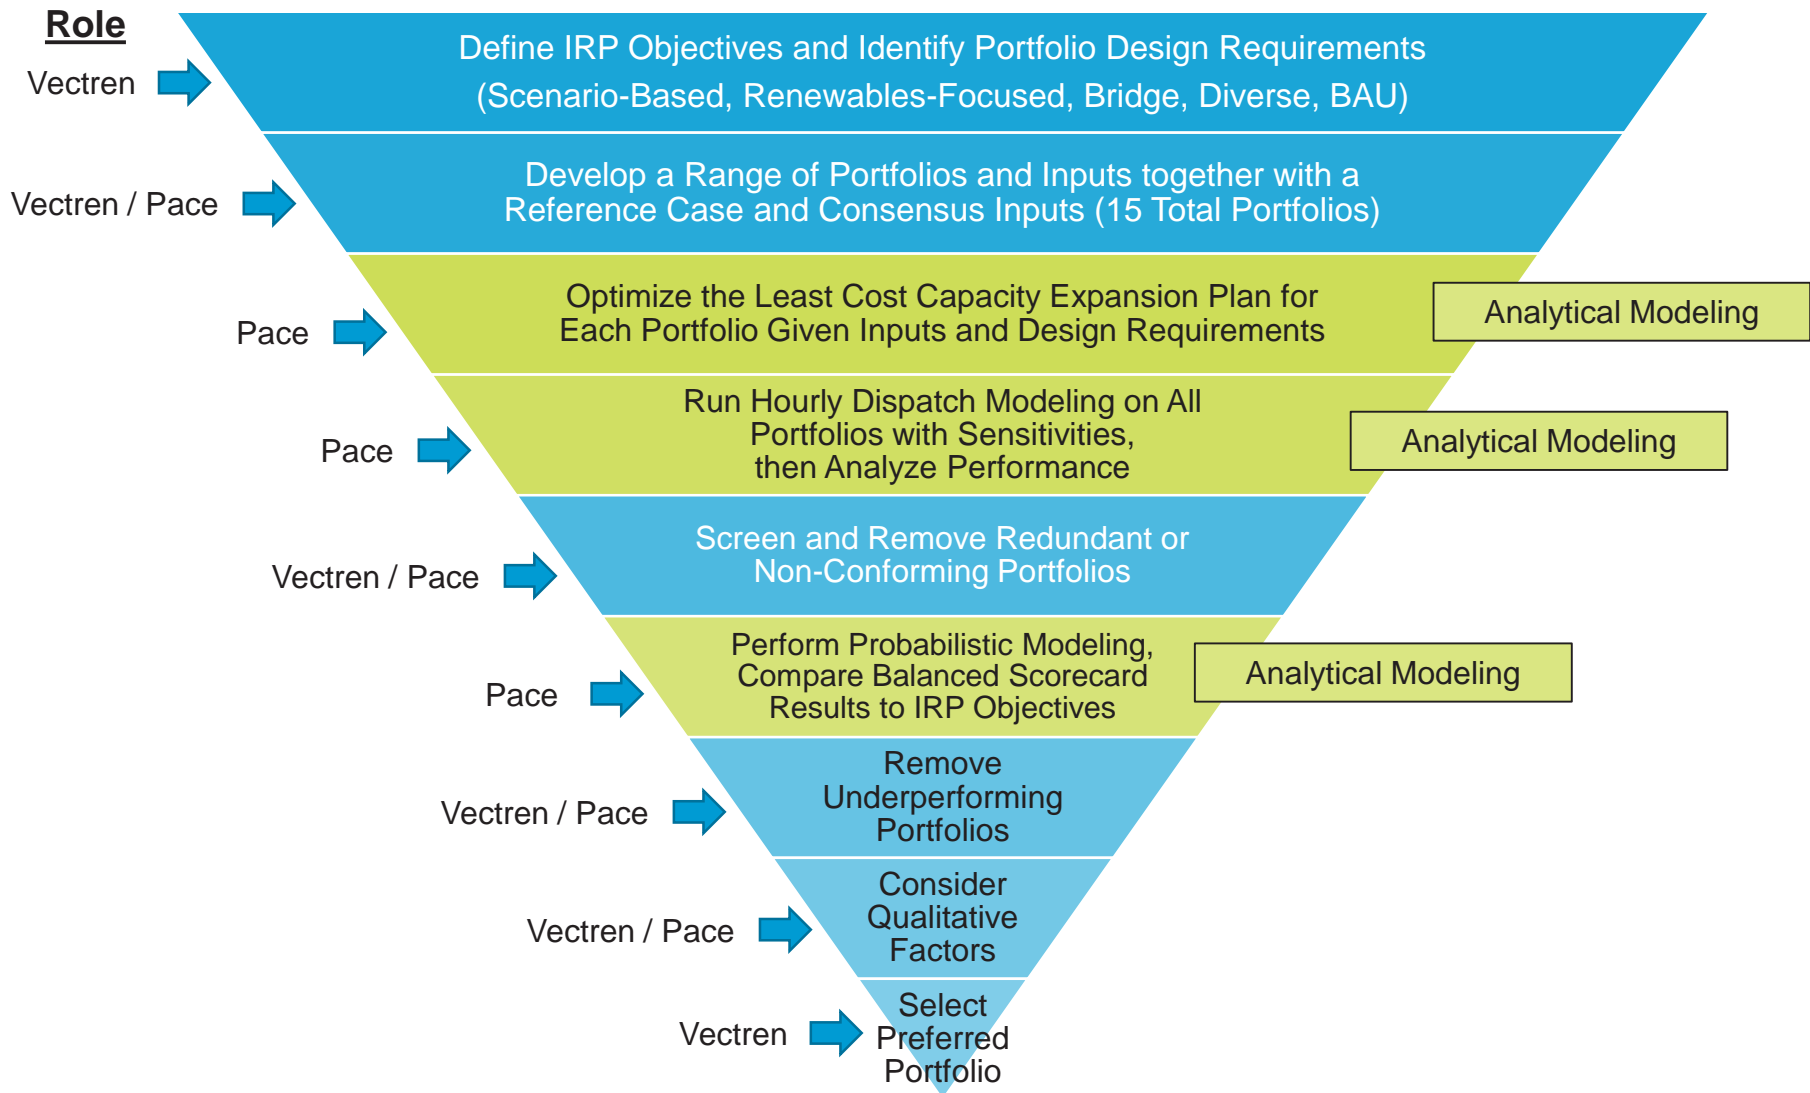 Role
Vectren
Define IRP Objectives and Identify Portfolio Design Requirements
(Scenario-Based, Renewables-Focused, Bridge, Diverse, BAU)
Vectren / Pace
Develop a Range of Portfolios and Inputs together with a
Reference Case and Consensus Inputs (15 Total Portfolios)
Pace
Optimize the Least Cost Capacity Expansion Plan for
Each Portfolio Given Inputs and Design Requirements
Analytical Modeling
Pace
Run Hourly Dispatch Modeling on All
Portfolios with Sensitivities,
then Analyze Performance
Analytical Modeling
Vectren / Pace
Screen and Remove Redundant or
Non-Conforming Portfolios
Pace
Perform Probabilistic Modeling,
Compare Balanced Scorecard
Results to IRP Objectives
Analytical Modeling
Vectren / Pace
Remove
Underperforming
Portfolios
Vectren / Pace
Consider
Qualitative
Factors
Vectren
Select
Preferred
Portfolio